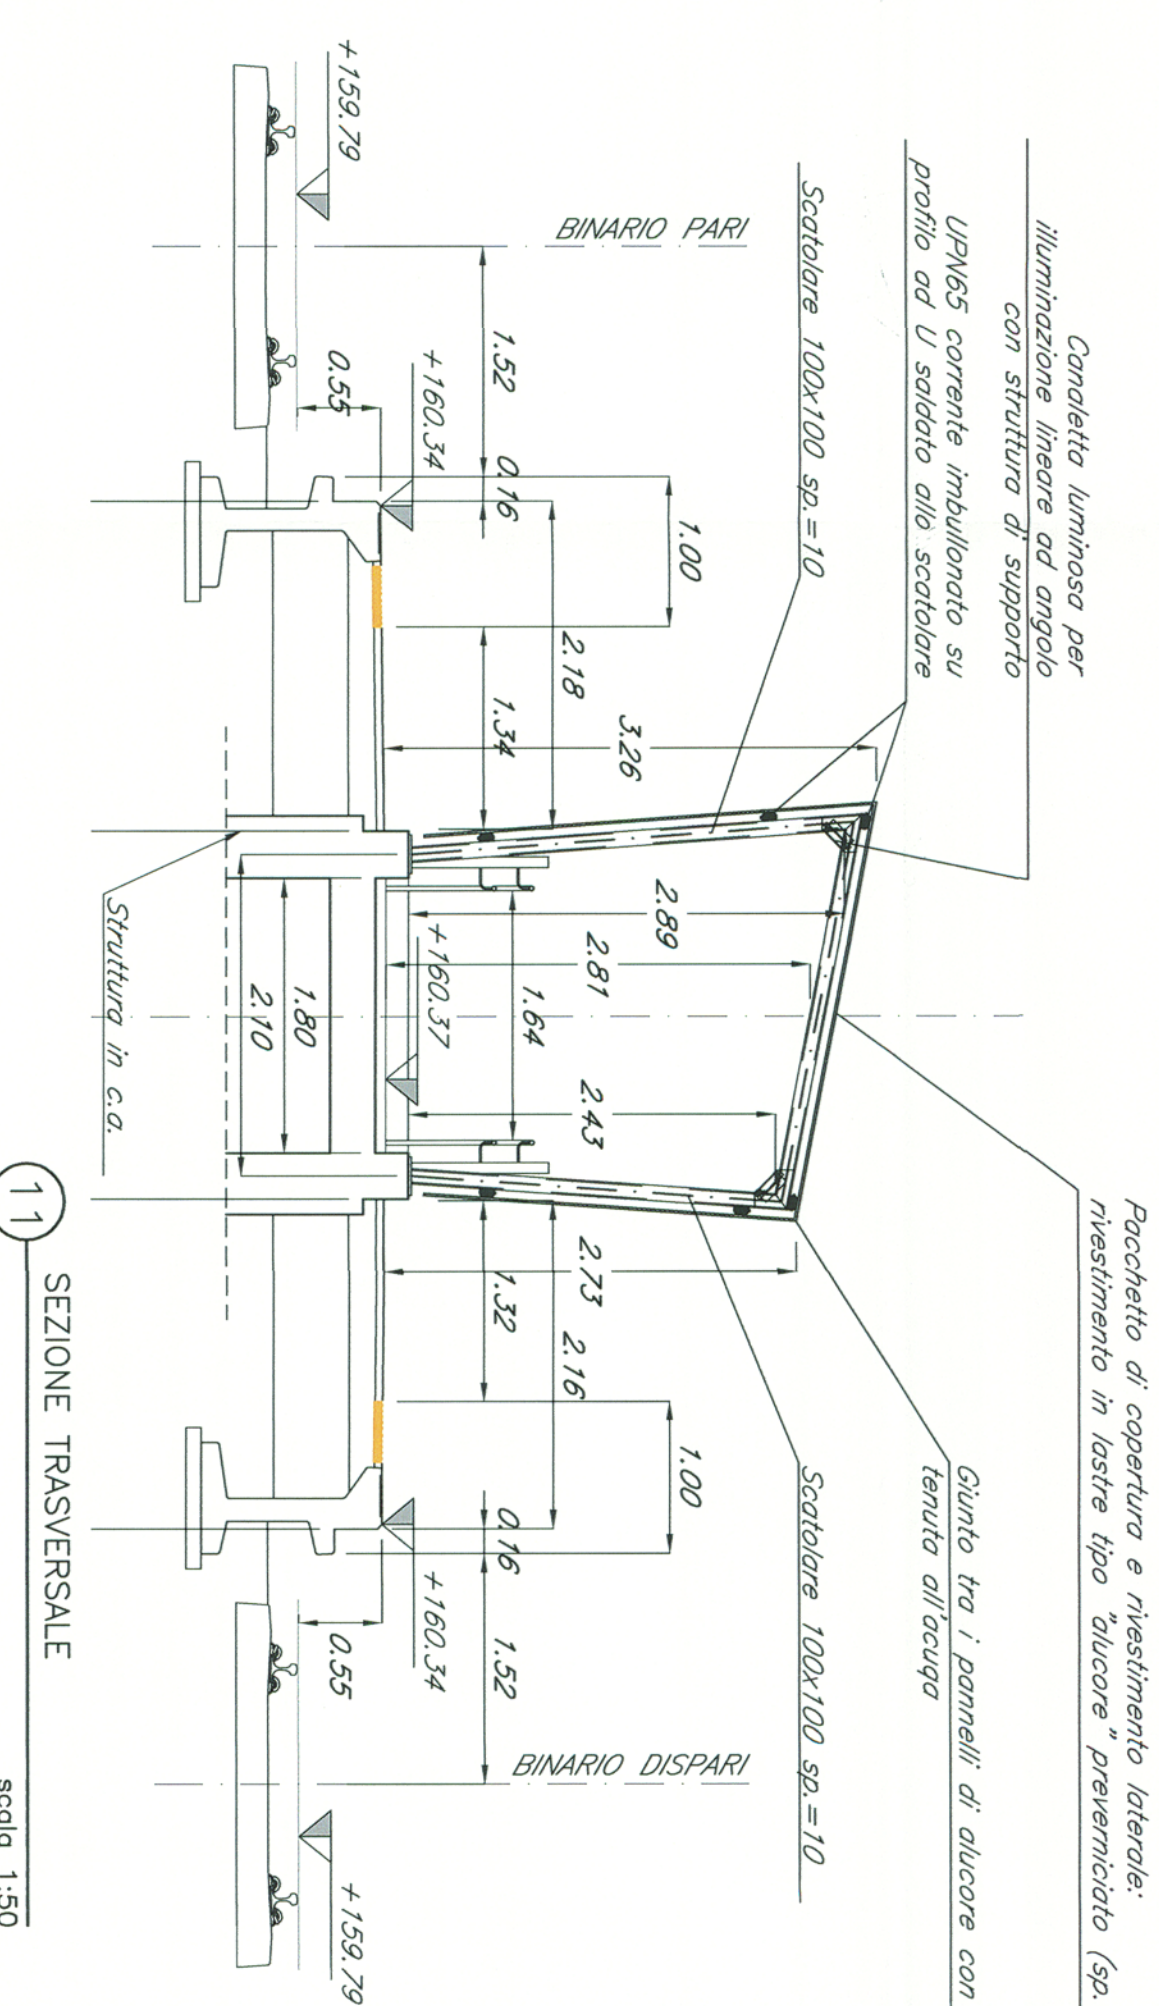 Canaletta luminosa per
illuminazione lineare ad angolo
con struttura di supporto
UPN65 corrente imbullonato su
profilo ad U saldato allo scatolare
Scatolare 100x100 sp.=10
Pacchetto di copertura e rivestimento laterale:
rivestimento in lastre tipo "alucore" preverniciato (sp.
Giunto tra i pannelli di alucore con
tenuta all'acuqa
Scatolare 100x100 sp.=10
BINARIO PARI
BINARIO DISPARI
1.00
1.00
3.26
2.89
2.81
2.43
2.73
2.18
2.16
1.64
1.52
0.16
1.34
1.32
0.16
1.52
+159.79
0.55
+160.34
+160.37
+160.34
0.55
+159.79
1.80
2.10
Struttura in c.a.
11
SEZIONE TRASVERSALE
scala 1:50